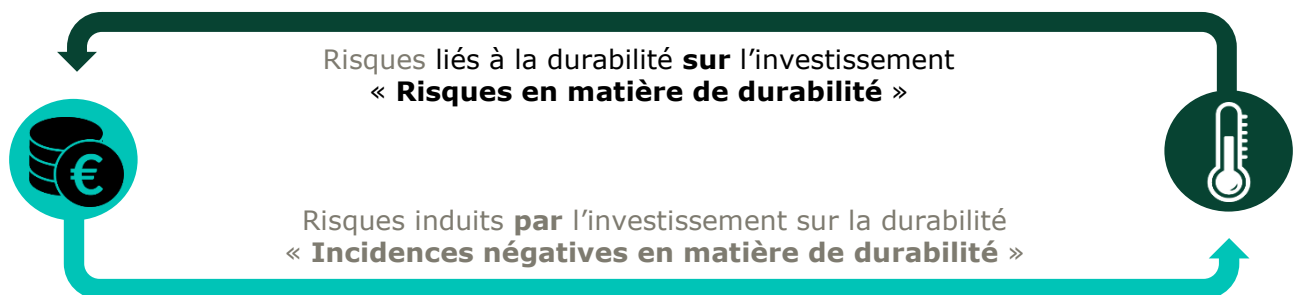 Risques liés à la durabilité sur l’investissement
« Risques en matière de durabilité »
€
Risques induits par l’investissement sur la durabilité
« Incidences négatives en matière de durabilité »